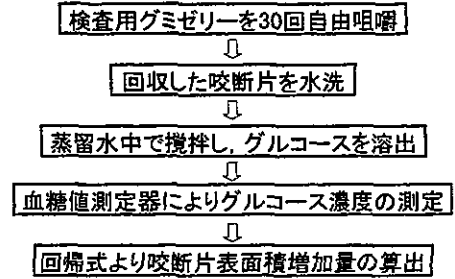 検査用グミゼリーを30回自由咀嚼
⇩
回収した咬断片を水洗
⇩
蒸留水中で攪拌し,グルコースを溶出
⇩
血糖値測定器によりグルコース濃度の測定
⇩
回帰式より咬断片表面積増加量の算出